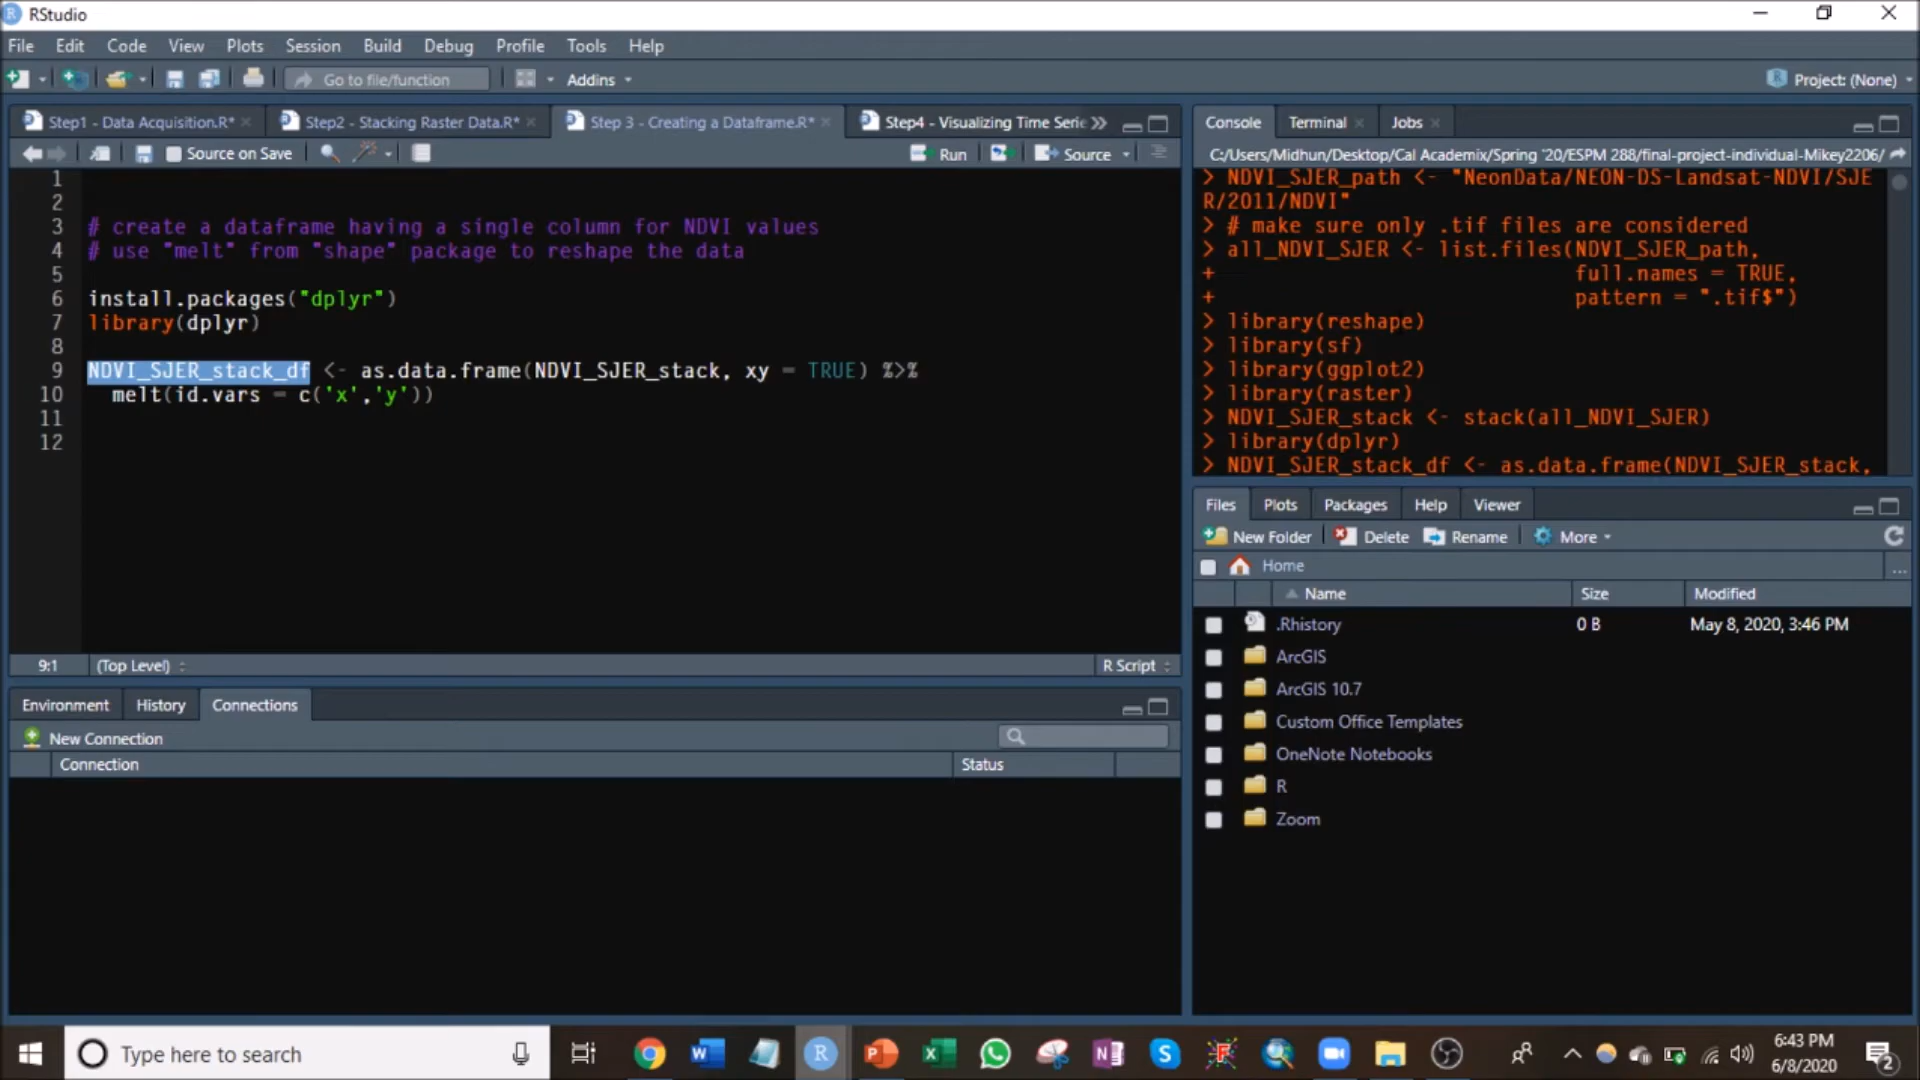 RStudio
File Edit Code View Plots Session Build Debug Profile Tools Help
Go to file/function Addins Project: (None)
Step1 - Data Acquisition.R* Step2 - Stacking Raster Data.R* Step 3 - Creating a Dataframe.R* Step4 - Visualizing Time Serie
Source on Save Run Source
1
2
3 # create a dataframe having a single column for NDVI values
4 # use "melt" from "shape" package to reshape the data
5
6 install.packages("dplyr")
7 library(dplyr)
8
9 NDVI_SJER_stack_df <- as.data.frame(NDVI_SJER_stack, xy = TRUE) %>%
10 melt(id.vars = c('x','y'))
11
12
9:1 (Top Level) R Script
Environment History Connections
New Connection
Connection Status
Console Terminal Jobs
C:/Users/Midhun/Desktop/Cal Academix/Spring '20/ESPM 288/final-project-individual-Mikey2206/
> NDVI_SJER_path <- "NeonData/NEON-DS-Landsat-NDVI/SJE
R/2011/NDVI"
> # make sure only .tif files are considered
> all_NDVI_SJER <- list.files(NDVI_SJER_path,
+ full.names = TRUE,
+ pattern = ".tif$")
> library(reshape)
> library(sf)
> library(ggplot2)
> library(raster)
> NDVI_SJER_stack <- stack(all_NDVI_SJER)
> library(dplyr)
> NDVI_SJER_stack_df <- as.data.frame(NDVI_SJER_stack,
Files Plots Packages Help Viewer
New Folder Delete Rename More
Home ...
Name Size Modified
.Rhistory 0 B May 8, 2020, 3:46 PM
ArcGIS
ArcGIS 10.7
Custom Office Templates
OneNote Notebooks
R
Zoom
Type here to search
6:43 PM
6/8/2020
2